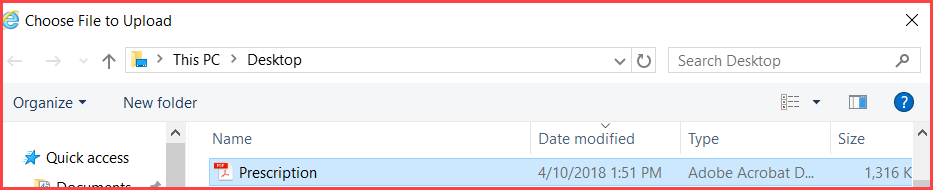 Choose File to Upload
This PC > Desktop
Search Desktop
Organize
New folder
Name Date modified Type Size
Quick access
Prescription 4/10/2018 1:51 PM Adobe Acrobat D... 1,316 K
Documents